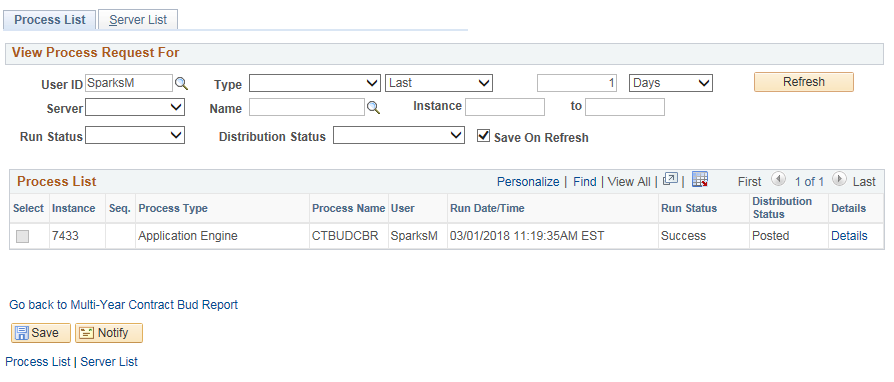 Process List Server List
View Process Request For
User ID SparksM Type Last 1 Days Refresh
Server Name Instance to
Run Status Distribution Status Save On Refresh
Process List Personalize | Find | View All | | First 1 of 1 Last
Select Instance Seq. Process Type Process Name User Run Date/Time Run Status Distribution Status Details
7433 Application Engine CTBUDCBR SparksM 03/01/2018 11:19:35AM EST Success Posted Details
Go back to Multi-Year Contract Bud Report
Save Notify
Process List | Server List